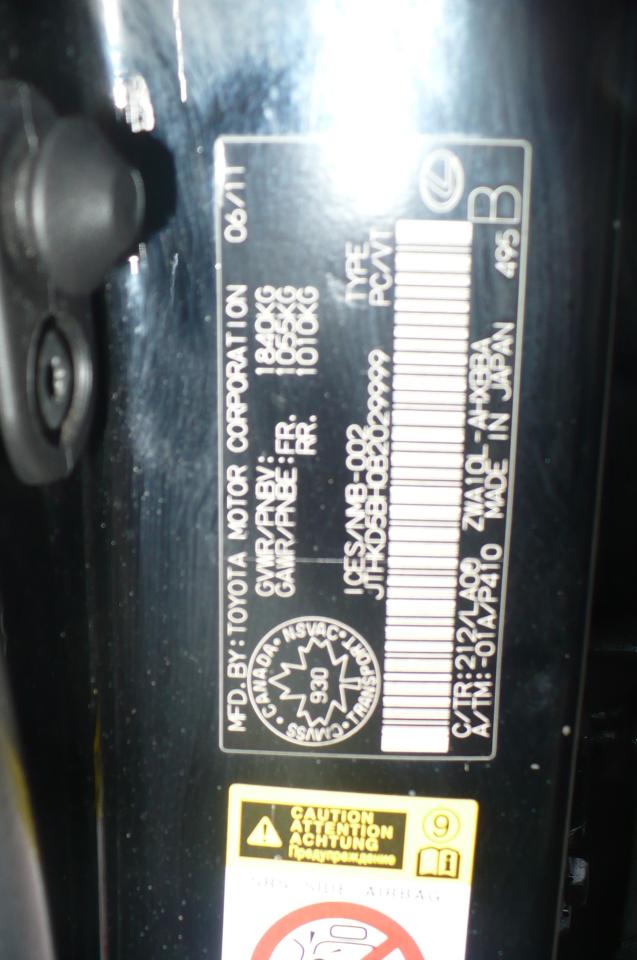 MFD. BY: TOYOTA MOTOR CORPORATION 06/11
GVWR/PNBV: 1840KG
GAWR/PNBE: FR. 1055KG
RR. 1010KG
CANADA • NSVAC • TRANSPORT • CMVSS •
930
ICES/NMB-002
TYPE
JTHKD5BH0B2029999 PC/VT
C/TR: 212/LA00 ZWA10L-AHXBBA
A/TM: -01A/P410 MADE IN JAPAN 495 B
CAUTION
ATTENTION
ACHTUNG
Предупреждение
9
SRS SIDE AIRBAG